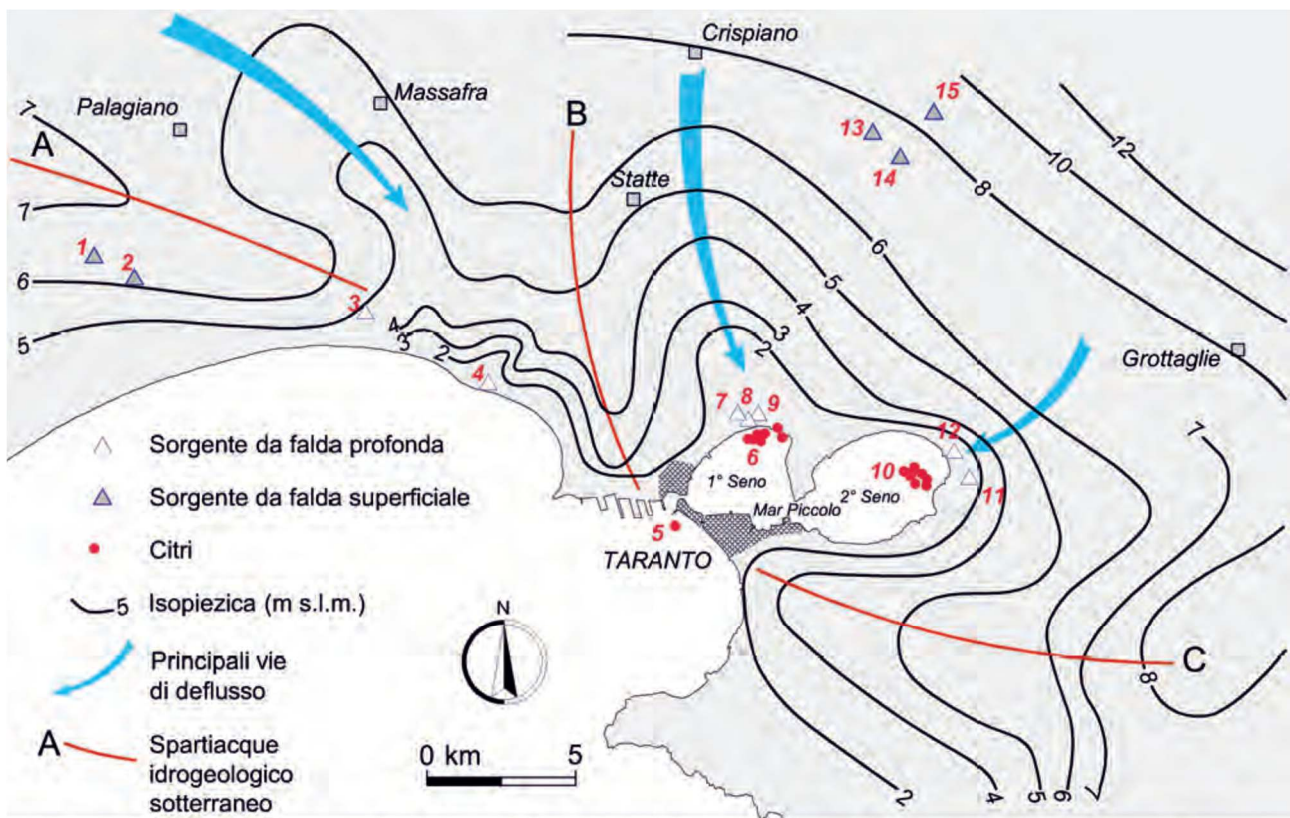 Crispiano
Massafra
Palagiano
7
A
B
15
13
14
12
10
8
Statte
7
1
2
6
6
5
3
5
4
4
3
2
4
3
2
Grottaglie
7
8
9
12
7
6
10
11
1° Seno
2° Seno
Mar Piccolo
5
TARANTO
8
C
2
4
5
6
7
Sorgente da falda profonda
Sorgente da falda superficiale
Citri
5 Isopiezica (m s.l.m.)
Principali vie
di deflusso
A Spartiacque
idrogeologico
sotterraneo
N
0 km 5